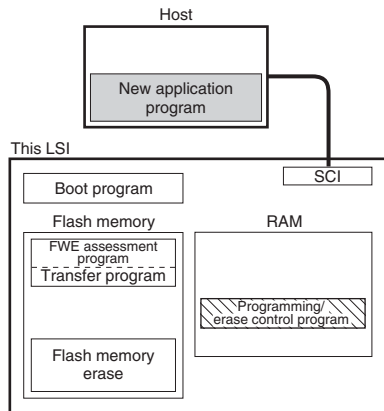 Host
New application
program
This LSI
SCI
Boot program
Flash memory
RAM
FWE assessment
program
Transfer program
Programming/
erase control program
Flash memory
erase